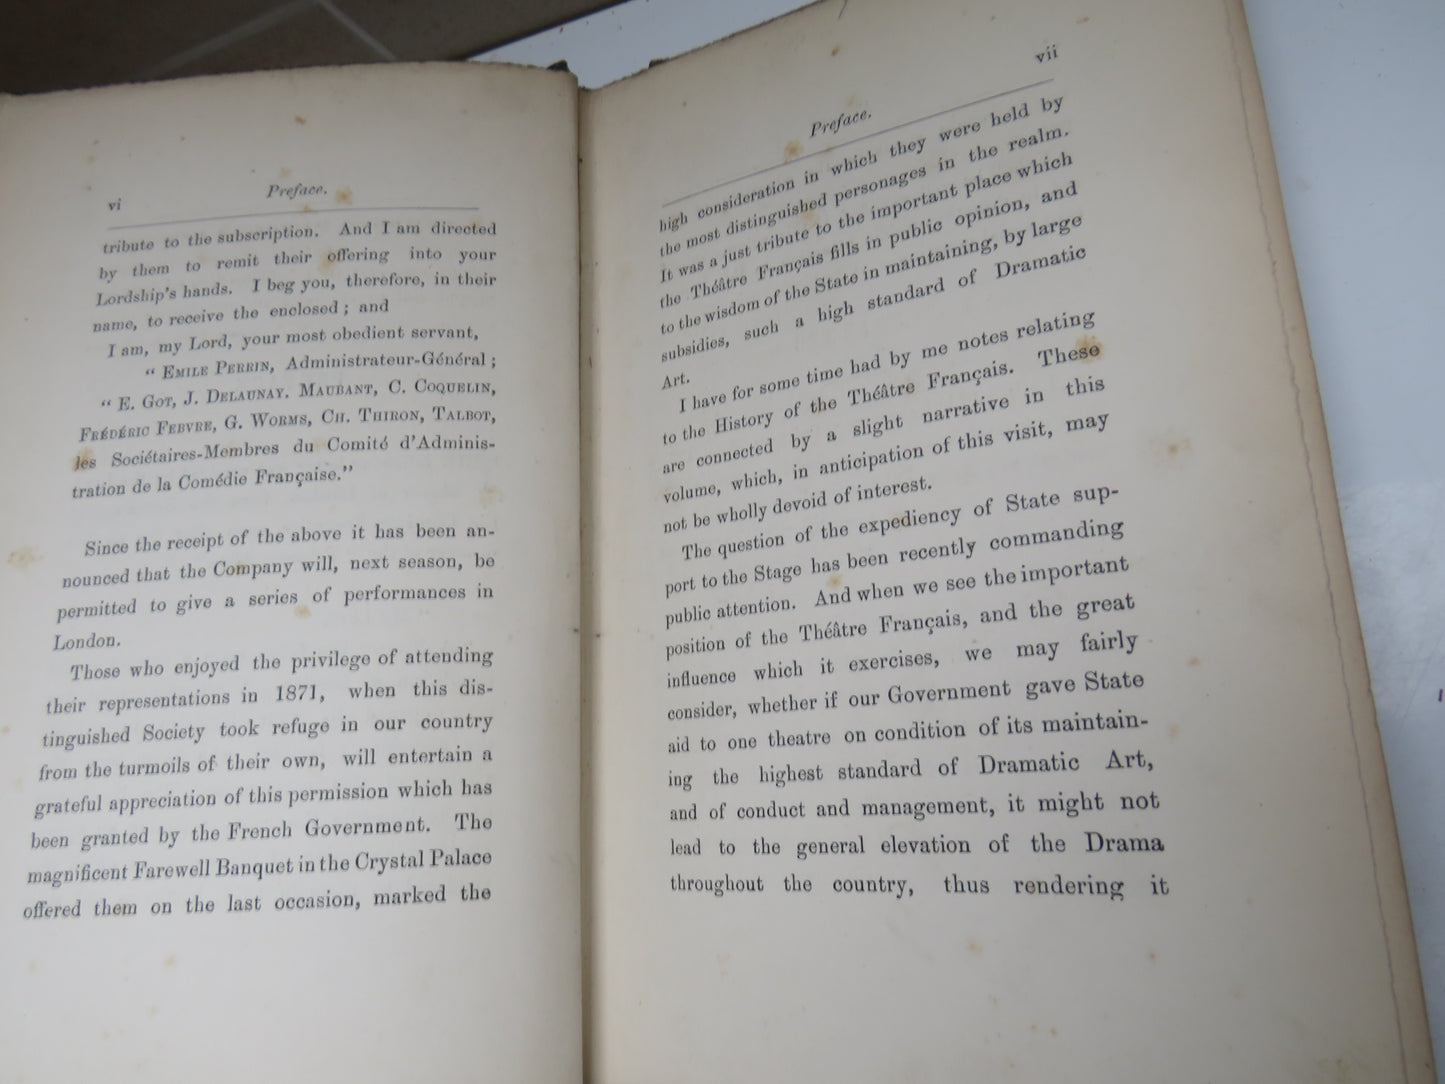 vi
Preface.
tribute to the subscription. And I am directed
by them to remit their offering into your
Lordship's hands. I beg you, therefore, in their
name, to receive the enclosed; and
I am, my Lord, your most obedient servant,
“ EMILE PERRIN, Administrateur-Général;
“ E. GOT, J. DELAUNAY. MAUBANT, C. COQUELIN,
FRÉDÉRIC FEBVRE, G. WORMS, CH. THIRON, TALBOT,
les Sociétaires-Membres du Comité d'Adminis-
tration de la Comédie Française.”
Since the receipt of the above it has been an-
nounced that the Company will, next season, be
permitted to give a series of performances in
London.
Those who enjoyed the privilege of attending
their representations in 1871, when this dis-
tinguished Society took refuge in our country
from the turmoils of their own, will entertain a
grateful appreciation of this permission which has
been granted by the French Government. The
magnificent Farewell Banquet in the Crystal Palace
offered them on the last occasion, marked the
vii
Preface.
high consideration in which they were held by
the most distinguished personages in the realm.
It was a just tribute to the important place which
the Théâtre Français fills in public opinion, and
to the wisdom of the State in maintaining, by large
subsidies, such a high standard of Dramatic
Art.
I have for some time had by me notes relating
to the History of the Théâtre Français. These
are connected by a slight narrative in this
volume, which, in anticipation of this visit, may
not be wholly devoid of interest.
The question of the expediency of State sup-
port to the Stage has been recently commanding
public attention. And when we see the important
position of the Théâtre Français, and the great
influence which it exercises, we may fairly
consider, whether if our Government gave State
aid to one theatre on condition of its maintain-
ing the highest standard of Dramatic Art,
and of conduct and management, it might not
lead to the general elevation of the Drama
throughout the country, thus rendering it